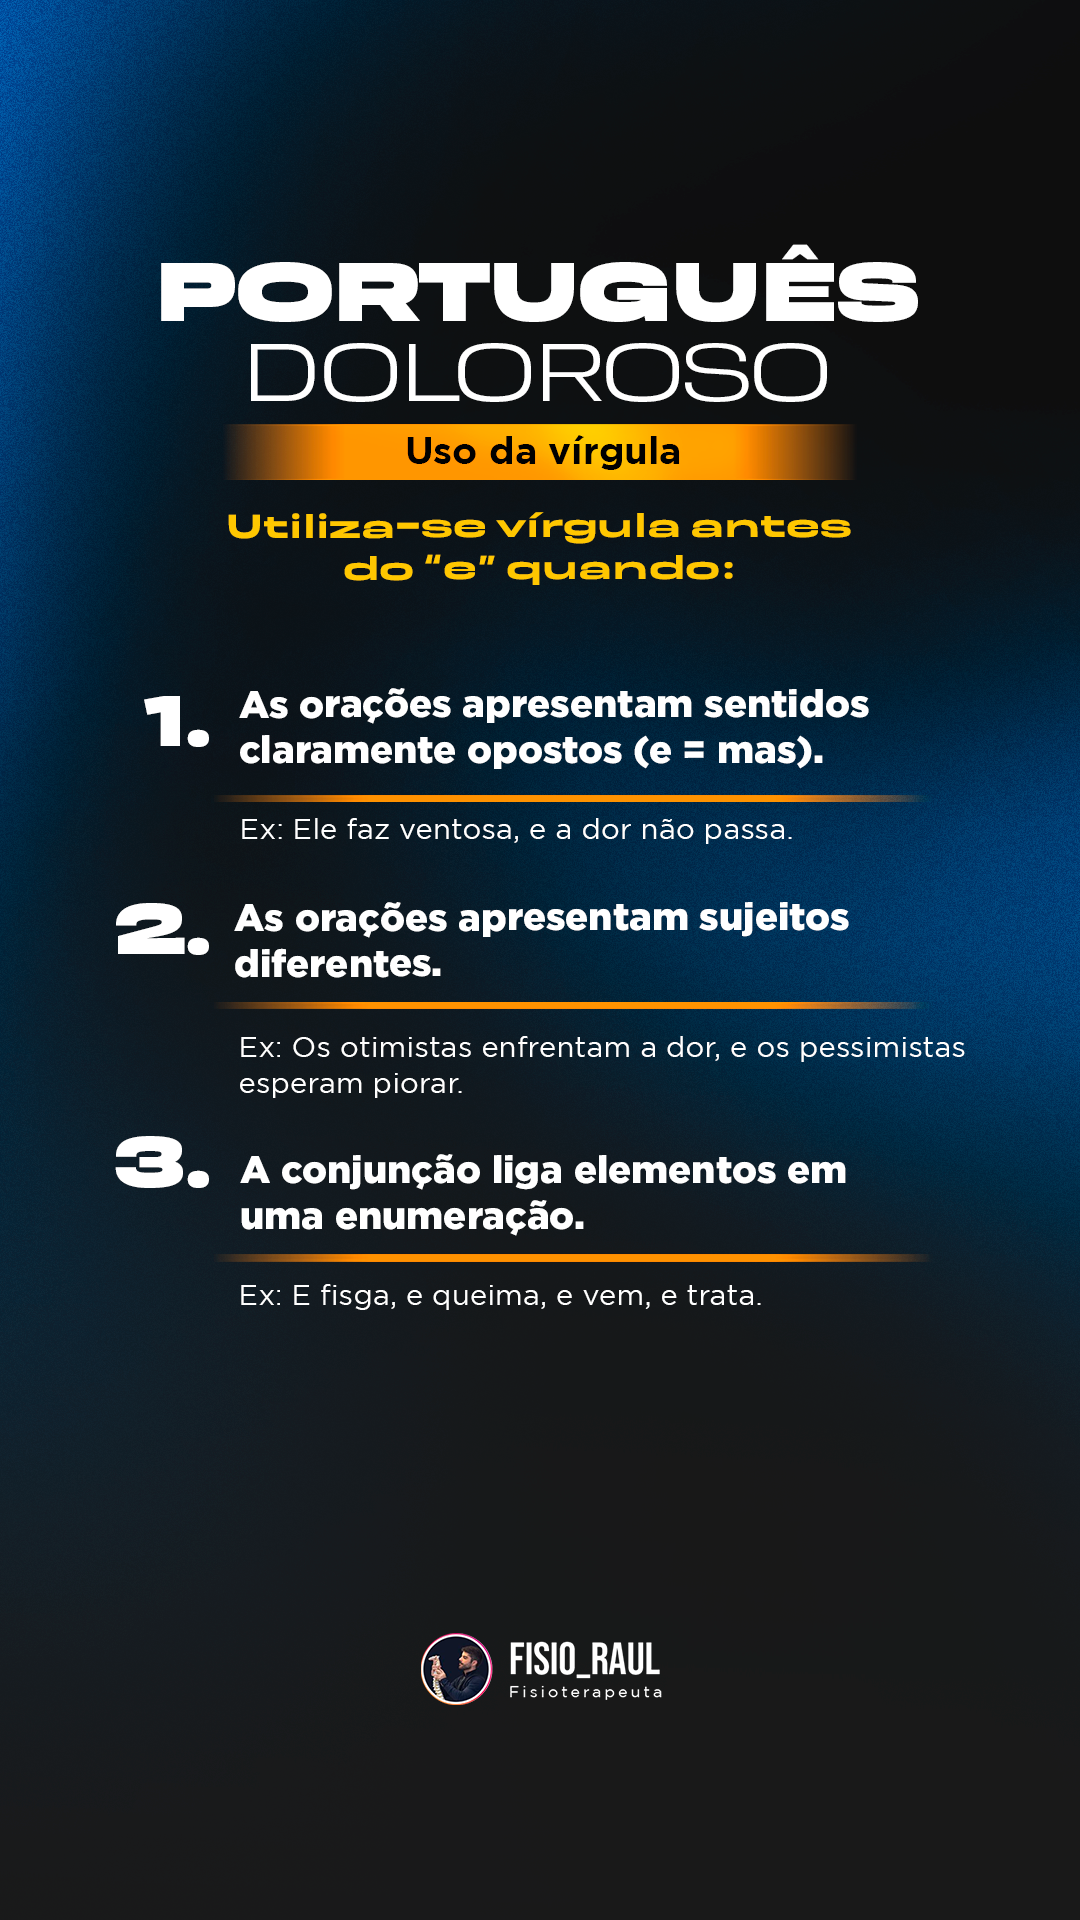 PORTUGUÊS
DOLOROSO
Uso da vírgula
Utiliza-se vírgula antes
do “e” quando:
1. As orações apresentam sentidos
claramente opostos (e = mas).
Ex: Ele faz ventosa, e a dor não passa.
2. As orações apresentam sujeitos
diferentes.
Ex: Os otimistas enfrentam a dor, e os pessimistas
esperam piorar.
3. A conjunção liga elementos em
uma enumeração.
Ex: E fisga, e queima, e vem, e trata.
FISIO_RAUL
Fisioterapeuta